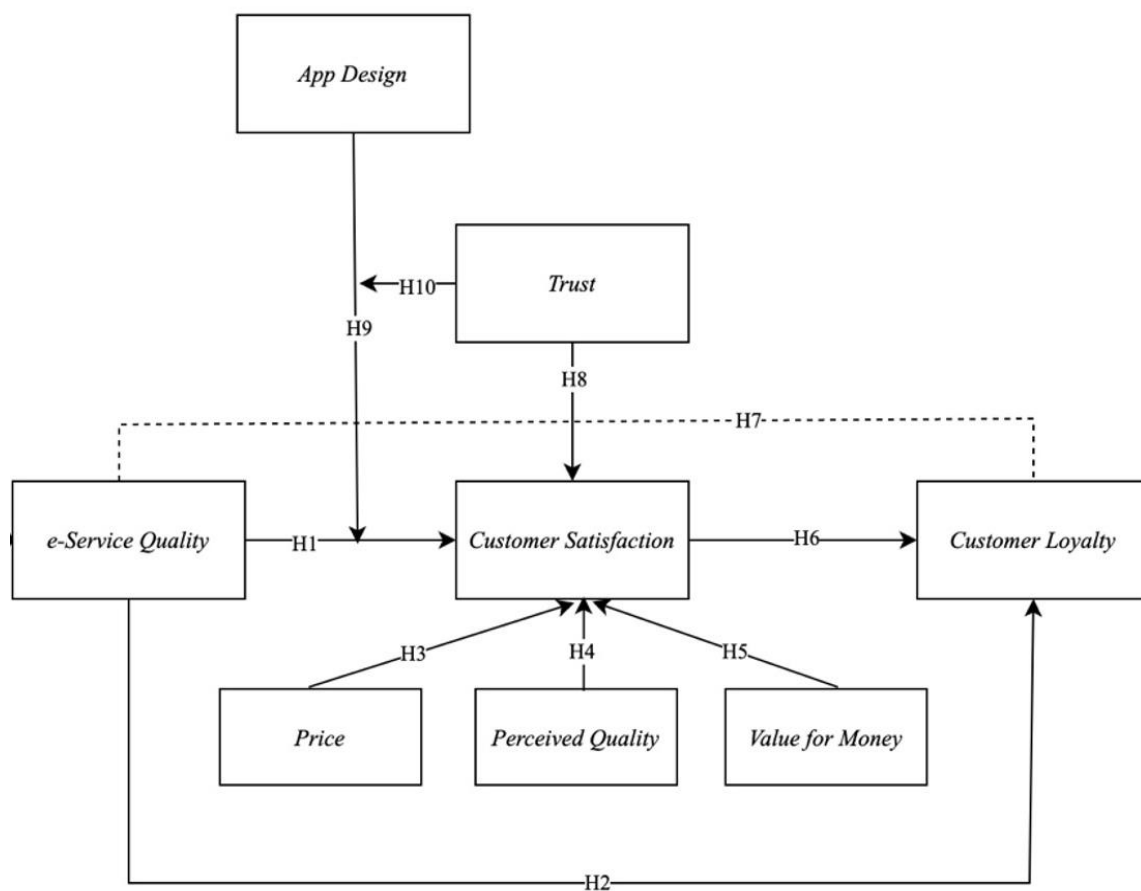 App Design
Trust
H10
H9
H8
H7
e-Service Quality
H1
Customer Satisfaction
H6
Customer Loyalty
H3
H4
H5
Price
Perceived Quality
Value for Money
H2